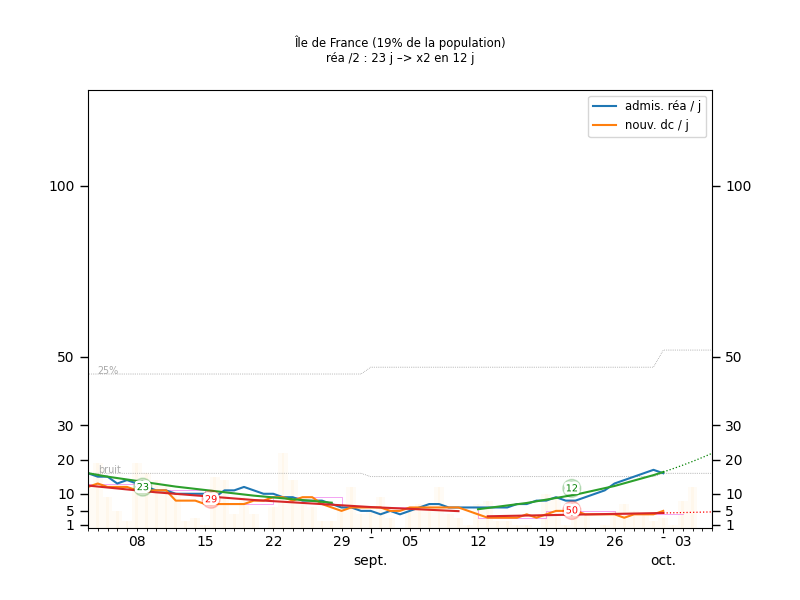 Île de France (19% de la population)
réa /2 : 23 j –> x2 en 12 j
admis. réa / j
nouv. dc / j
100 100
50 50
25%
30 30
20 20
bruit
23 12
10 10
29 50
5 5
1 1
08 15 22 29 - 05 12 19 26 - 03
sept. oct.